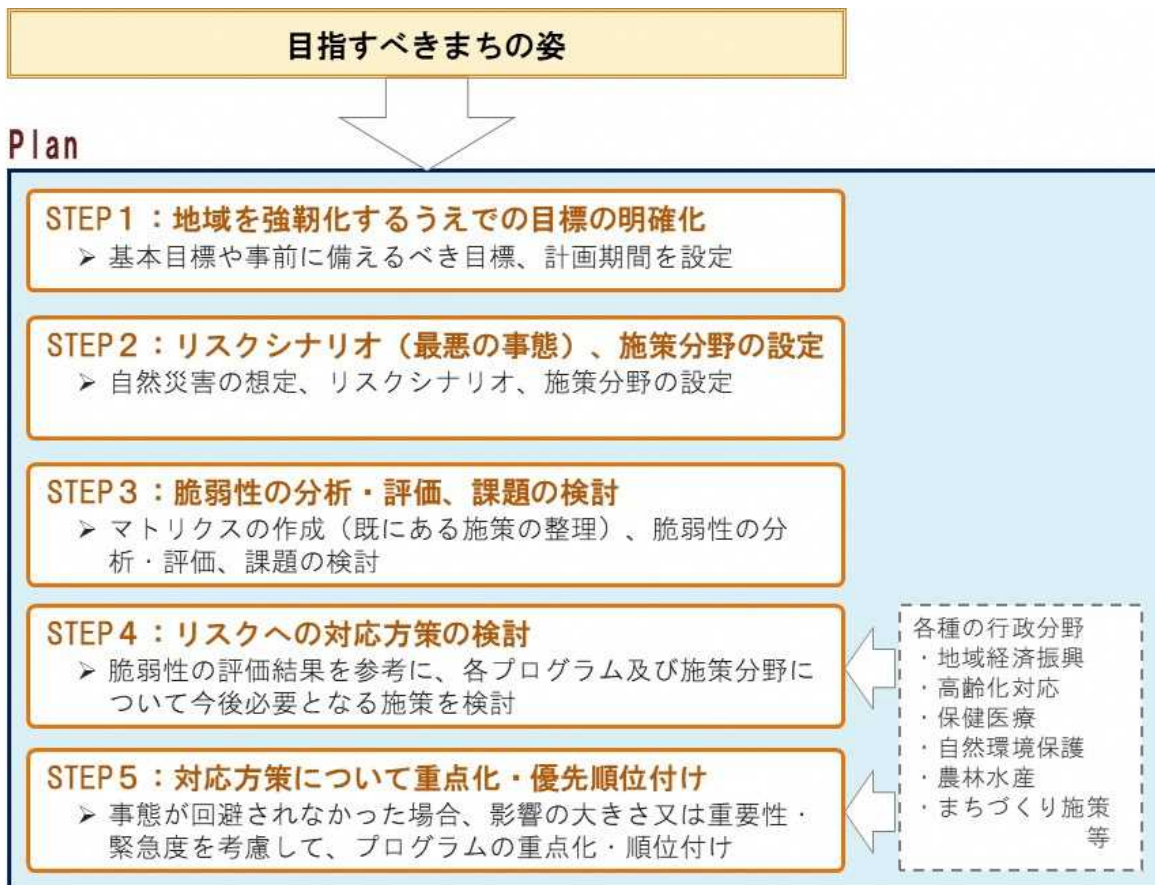 目指すべきまちの姿
Plan
STEP1：地域を強靭化するうえでの目標の明確化
➢ 基本目標や事前に備えるべき目標、計画期間を設定
STEP2：リスクシナリオ（最悪の事態）、施策分野の設定
➢ 自然災害の想定、リスクシナリオ、施策分野の設定
STEP3：脆弱性の分析・評価、課題の検討
➢ マトリクスの作成（既にある施策の整理）、脆弱性の分
析・評価、課題の検討
STEP4：リスクへの対応方策の検討
➢ 脆弱性の評価結果を参考に、各プログラム及び施策分野に
ついて今後必要となる施策を検討
STEP5：対応方策について重点化・優先順位付け
➢ 事態が回避されなかった場合、影響の大きさ又は重要性・
緊急度を考慮して、プログラムの重点化・順位付け
各種の行政分野
・地域経済振興
・高齢化対応
・保健医療
・自然環境保護
・農林水産
・まちづくり施策
等